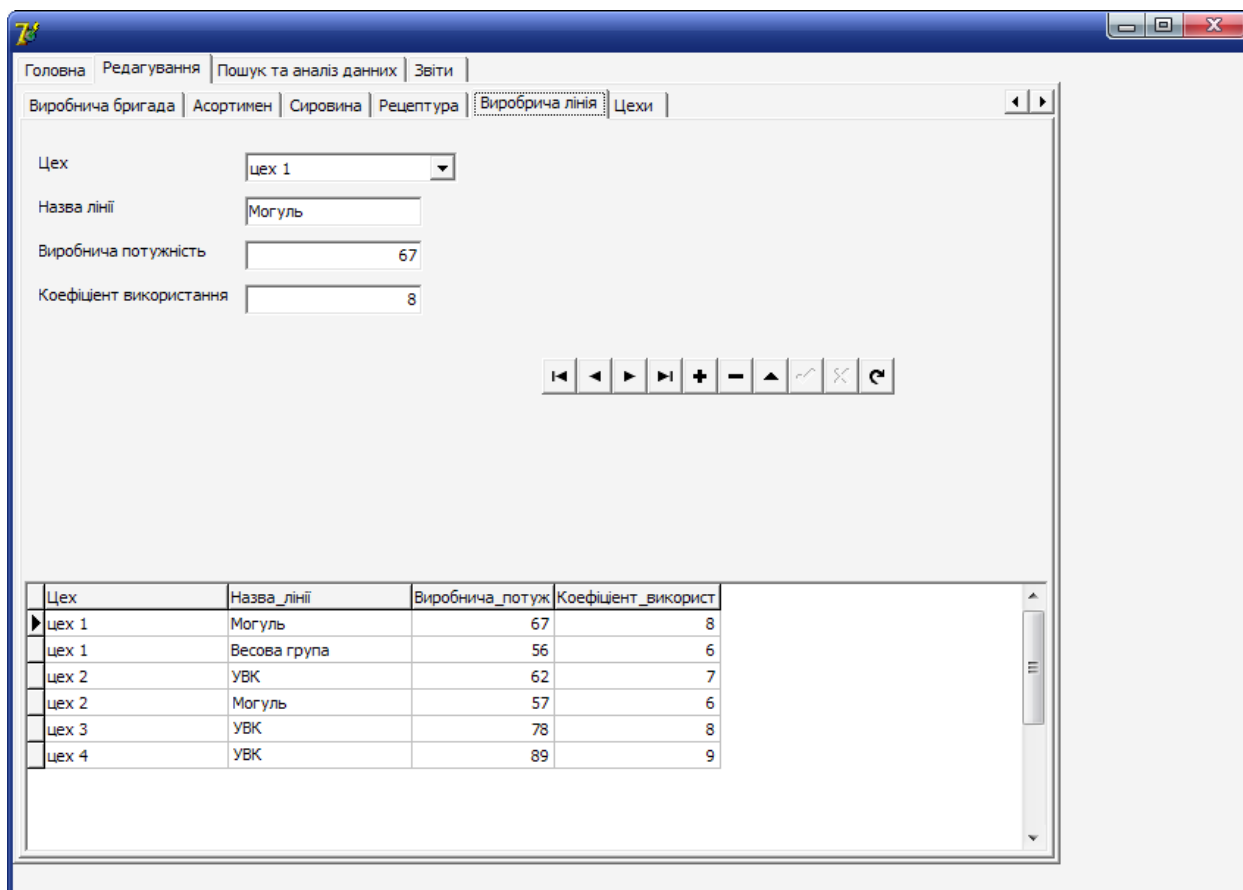 Головна Редагування Пошук та аналіз данних Звіти
Виробнича бригада Асортимен Сировина Рецептура Виробрича лінія Цехи
Цех цех 1
Назва лінії Могуль
Виробнича потужність 67
Коефіціент використання 8
Цех Назва_лінії Виробнича_потуж Коефіціент_використ
цех 1 Могуль 67 8
цех 1 Весова група 56 6
цех 2 УВК 62 7
цех 2 Могуль 57 6
цех 3 УВК 78 8
цех 4 УВК 89 9